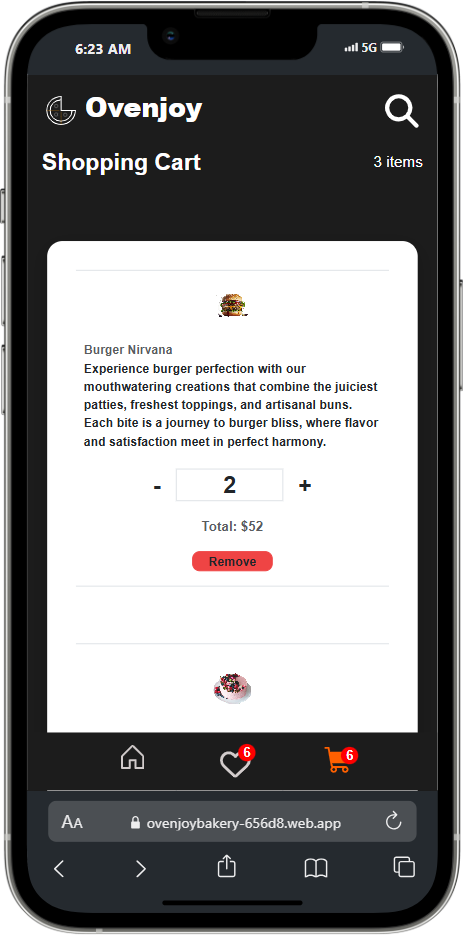 6:23 AM
5G
Ovenjoy
Shopping Cart
3 items
Burger Nirvana
Experience burger perfection with our
mouthwatering creations that combine the juiciest
patties, freshest toppings, and artisanal buns.
Each bite is a journey to burger bliss, where flavor
and satisfaction meet in perfect harmony.
- 2 +
Total: $52
Remove
6
6
AA
ovenjoybakery-656d8.web.app